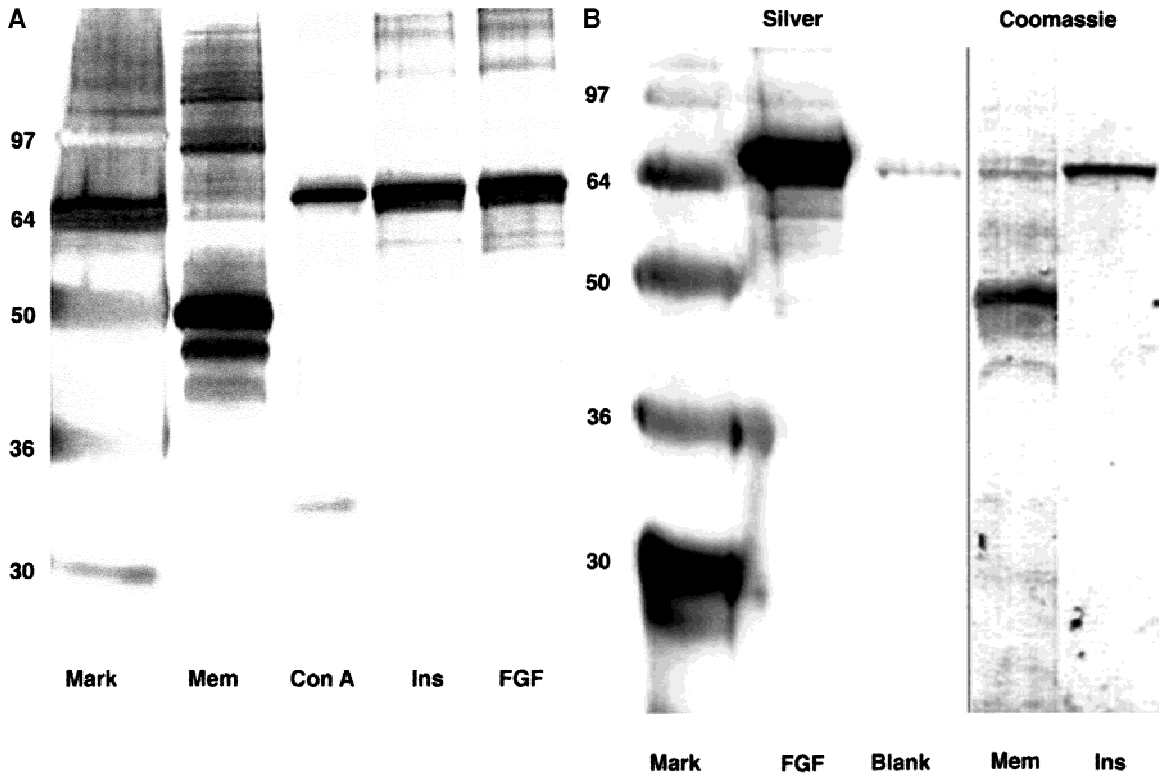 A
97
64
50
36
30
Mark Mem Con A Ins FGF
B
Silver Coomassie
97
64
50
36
30
Mark FGF Blank Mem Ins